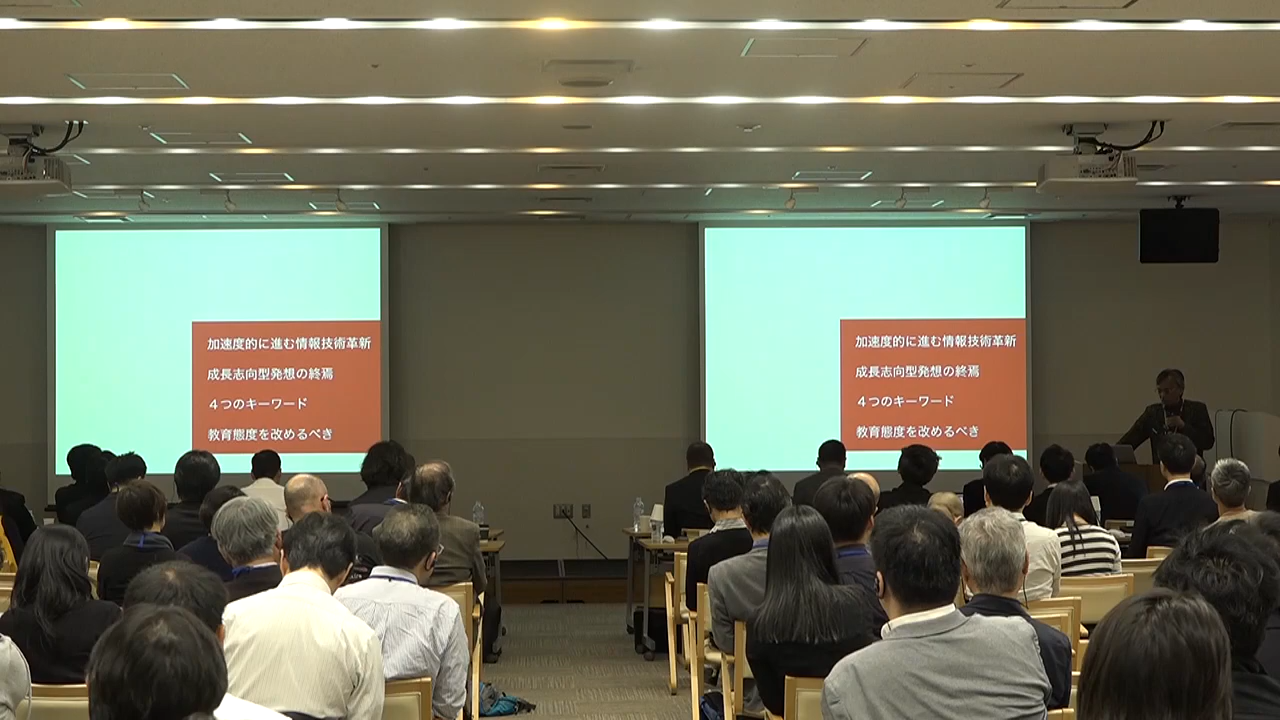 加速度的に進む情報技術革新
成長志向型発想の終焉
４つのキーワード
教育態度を改めるべき
加速度的に進む情報技術革新
成長志向型発想の終焉
４つのキーワード
教育態度を改めるべき